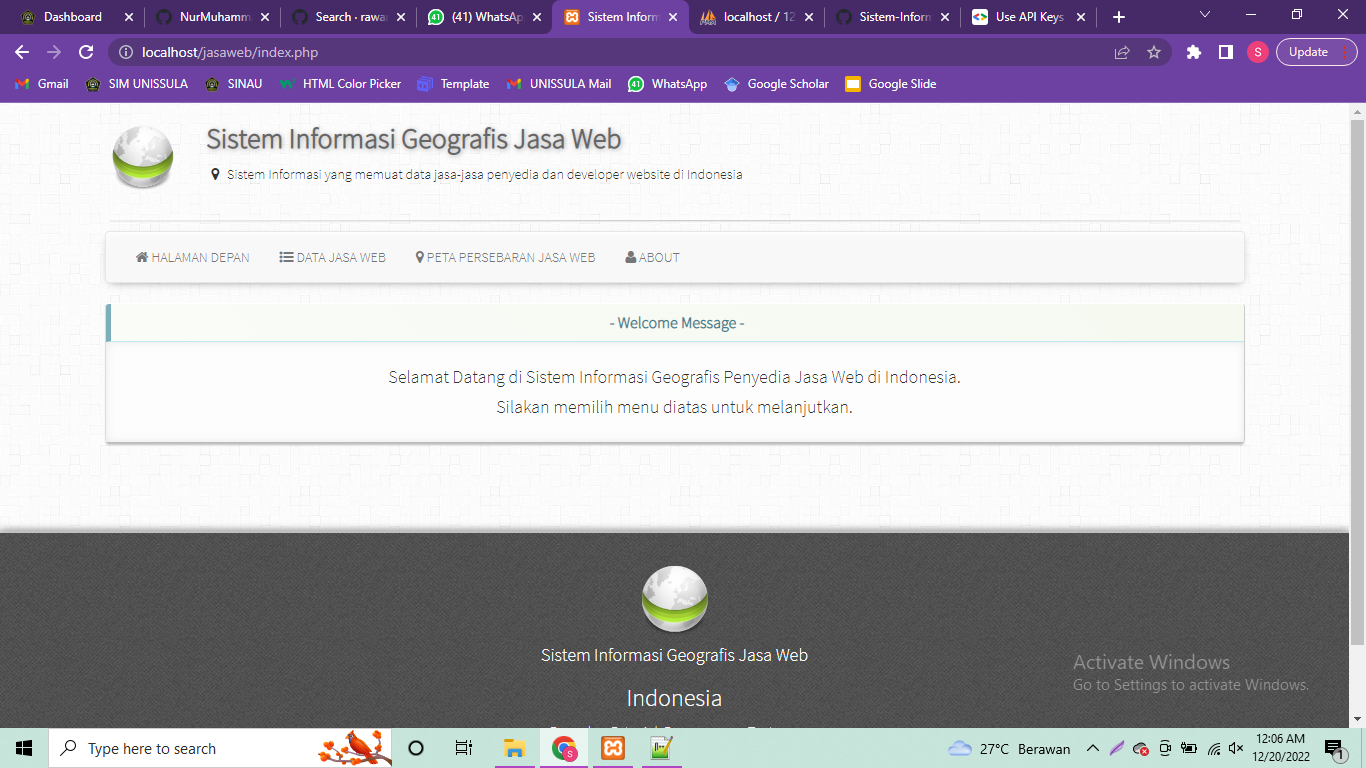 Dashboard
NurMuhamm
Search · rawa
(41) WhatsAp
Sistem Inform
localhost / 12
Sistem-Inform
Use API Keys
localhost/jasaweb/index.php
S
Update
Gmail
SIM UNISSULA
SINAU
HTML Color Picker
Template
UNISSULA Mail
41
WhatsApp
Google Scholar
Google Slide
Sistem Informasi Geografis Jasa Web
Sistem Informasi yang memuat data jasa-jasa penyedia dan developer website di Indonesia
HALAMAN DEPAN
DATA JASA WEB
PETA PERSEBARAN JASA WEB
ABOUT
- Welcome Message -
Selamat Datang di Sistem Informasi Geografis Penyedia Jasa Web di Indonesia.
Silakan memilih menu diatas untuk melanjutkan.
Sistem Informasi Geografis Jasa Web
Indonesia
Activate Windows
Go to Settings to activate Windows.
Type here to search
S
27°C Berawan
12:06 AM
12/20/2022
1